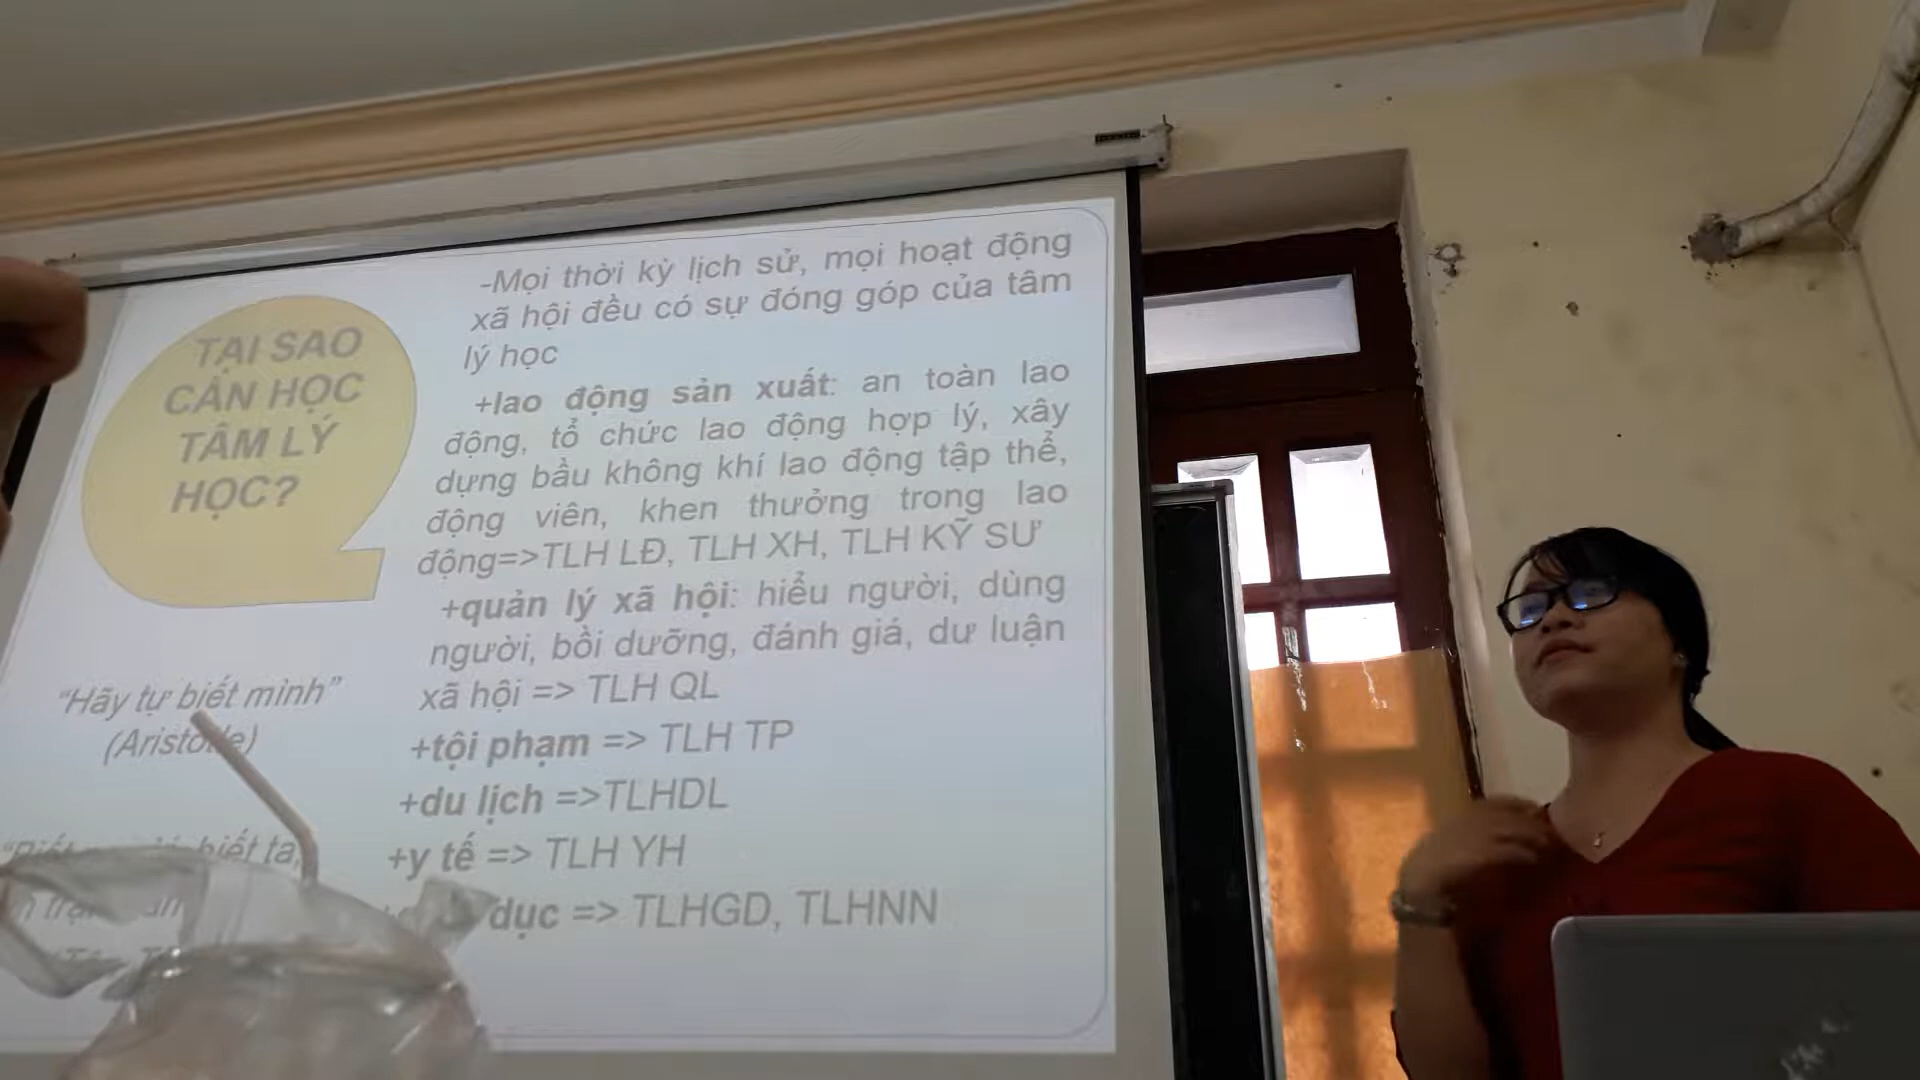 TẠI SAO
CẦN HỌC
TÂM LÝ
HỌC?
“Hãy tự biết mình”
(Aristotle)
biết ta,
-Mọi thời kỳ lịch sử, mọi hoạt động
xã hội đều có sự đóng góp của tâm
lý học
+lao động sản xuất: an toàn lao
động, tổ chức lao động hợp lý, xây
dựng bầu không khí lao động tập thể,
động viên, khen thưởng trong lao
động=>TLH LĐ, TLH XH, TLH KỸ SƯ
+quản lý xã hội: hiểu người, dùng
người, bồi dưỡng, đánh giá, dư luận
xã hội => TLH QL
+tội phạm => TLH TP
+du lịch =>TLHDL
+y tế => TLH YH
dục => TLHGD, TLHNN